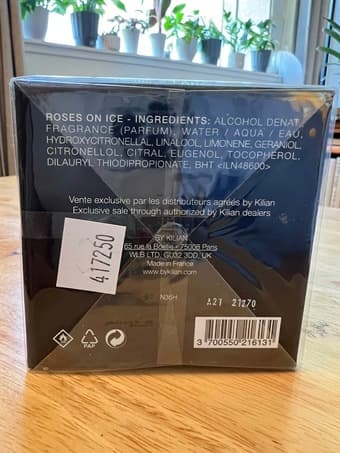 ROSES ON ICE - INGREDIENTS: ALCOHOL DENAT,
FRAGRANCE (PARFUM), WATER / AQUA / EAU,
HYDROXYCITRONELLAL, LINALOOL, LIMONENE, GERANIOL,
CITRONELLOL, CITRAL, EUGENOL, TOCOPHEROL,
DILAURYL THIODIPROPIONATE, BHT <ILN48600>
Vente exclusive par les distributeurs agréés by Kilian
Exclusive sale through authorized by Kilian dealers
BY KILIAN
65 rue la Boétie • 75008 Paris
WLB LTD, GU32 3DD, UK
Made in France
www.bykilian.com
417250
N36H
A21 21270
PAP
3 700550 216131